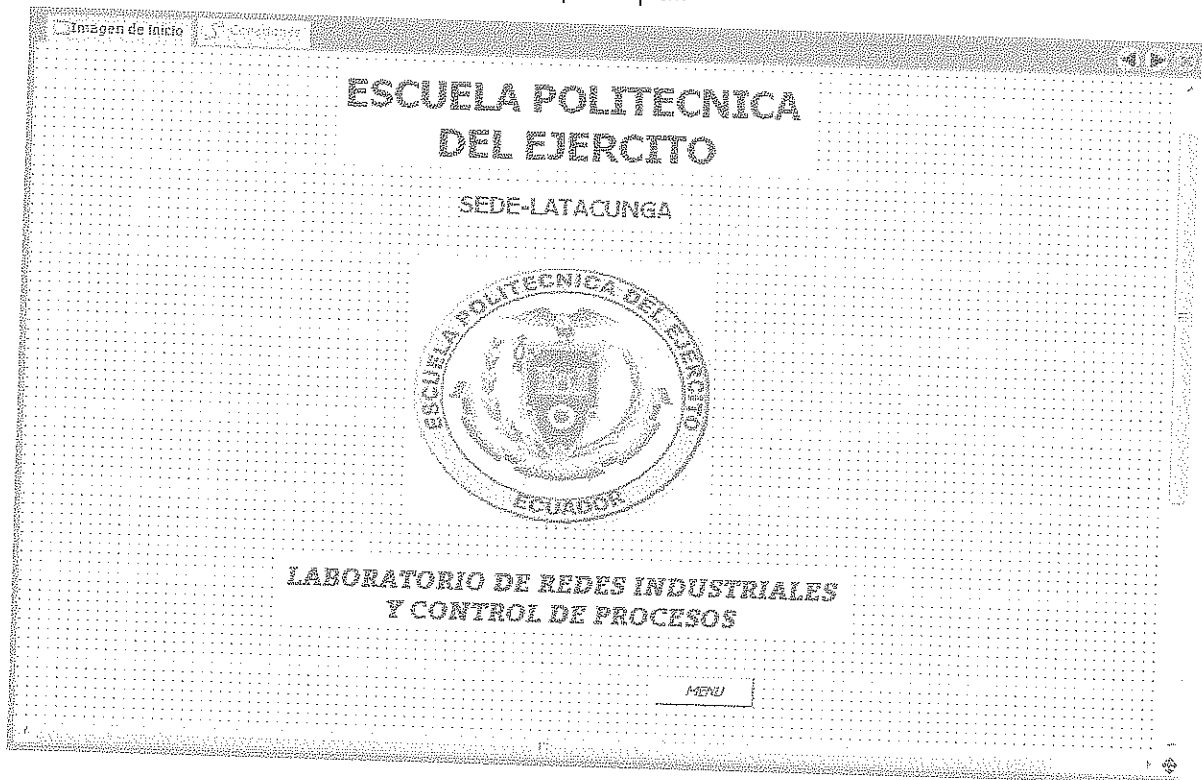 Imagen de inicio
ESCUELA POLITECNICA
DEL EJERCITO
SEDE-LATACUNGA
ESCUELA POLITECNICA DEL EJERCITO
ECUADOR
LABORATORIO DE REDES INDUSTRIALES
Y CONTROL DE PROCESOS
MENU